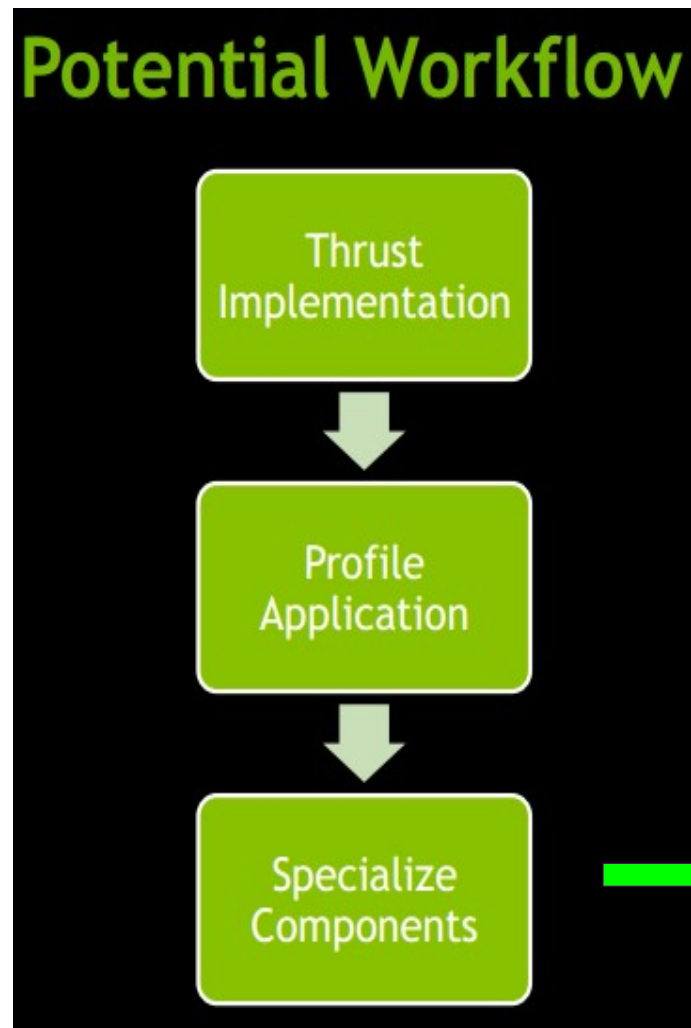 Potential Workflow
Thrust
Implementation
Profile
Application
Specialize
Components